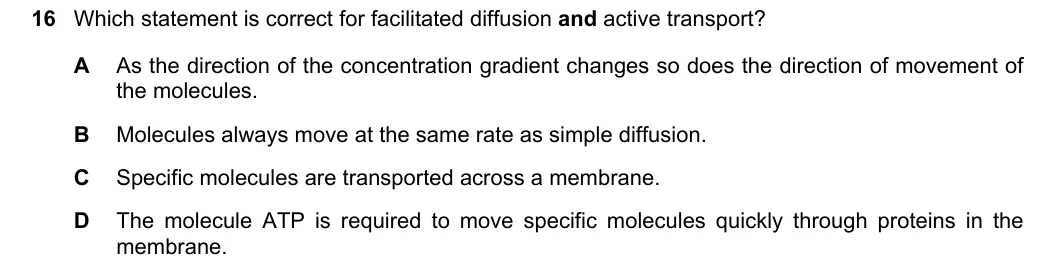 16 Which statement is correct for facilitated diffusion and active transport?
A As the direction of the concentration gradient changes so does the direction of movement of
the molecules.
B Molecules always move at the same rate as simple diffusion.
C Specific molecules are transported across a membrane.
D The molecule ATP is required to move specific molecules quickly through proteins in the
membrane.